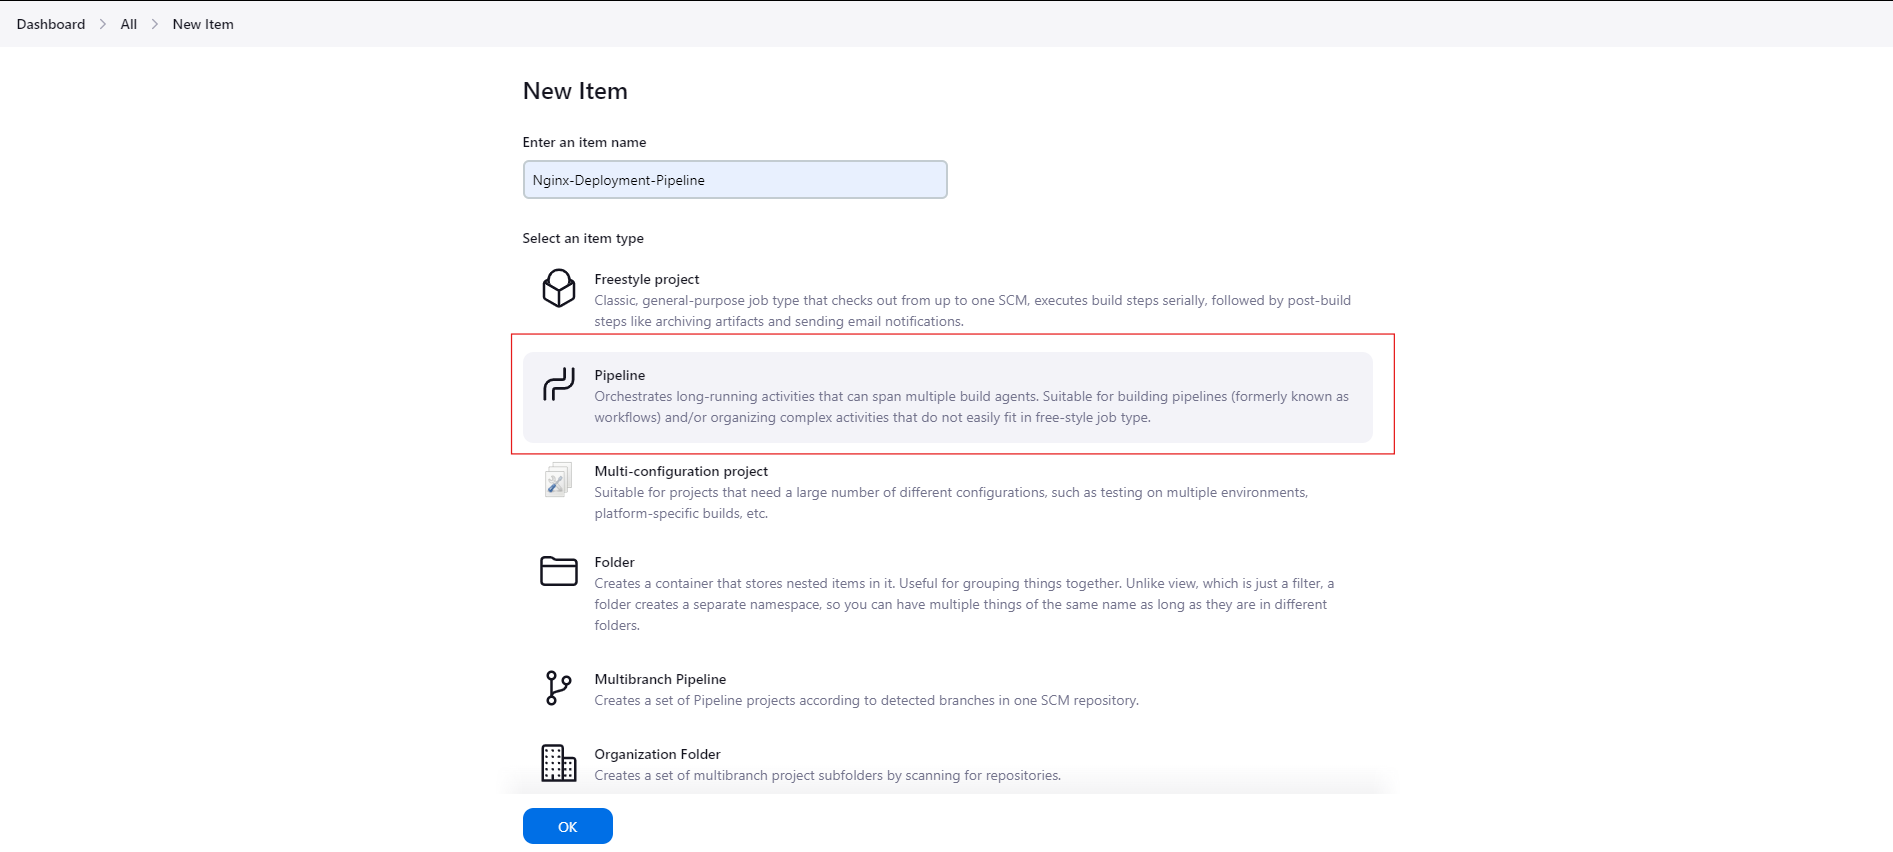 Dashboard > All > New Item
New Item
Enter an item name
Nginx-Deployment-Pipeline
Select an item type
Freestyle project
Classic, general-purpose job type that checks out from up to one SCM, executes build steps serially, followed by post-build
steps like archiving artifacts and sending email notifications.
Pipeline
Orchestrates long-running activities that can span multiple build agents. Suitable for building pipelines (formerly known as
workflows) and/or organizing complex activities that do not easily fit in free-style job type.
Multi-configuration project
Suitable for projects that need a large number of different configurations, such as testing on multiple environments,
platform-specific builds, etc.
Folder
Creates a container that stores nested items in it. Useful for grouping things together. Unlike view, which is just a filter, a
folder creates a separate namespace, so you can have multiple things of the same name as long as they are in different
folders.
Multibranch Pipeline
Creates a set of Pipeline projects according to detected branches in one SCM repository.
Organization Folder
Creates a set of multibranch project subfolders by scanning for repositories.
OK